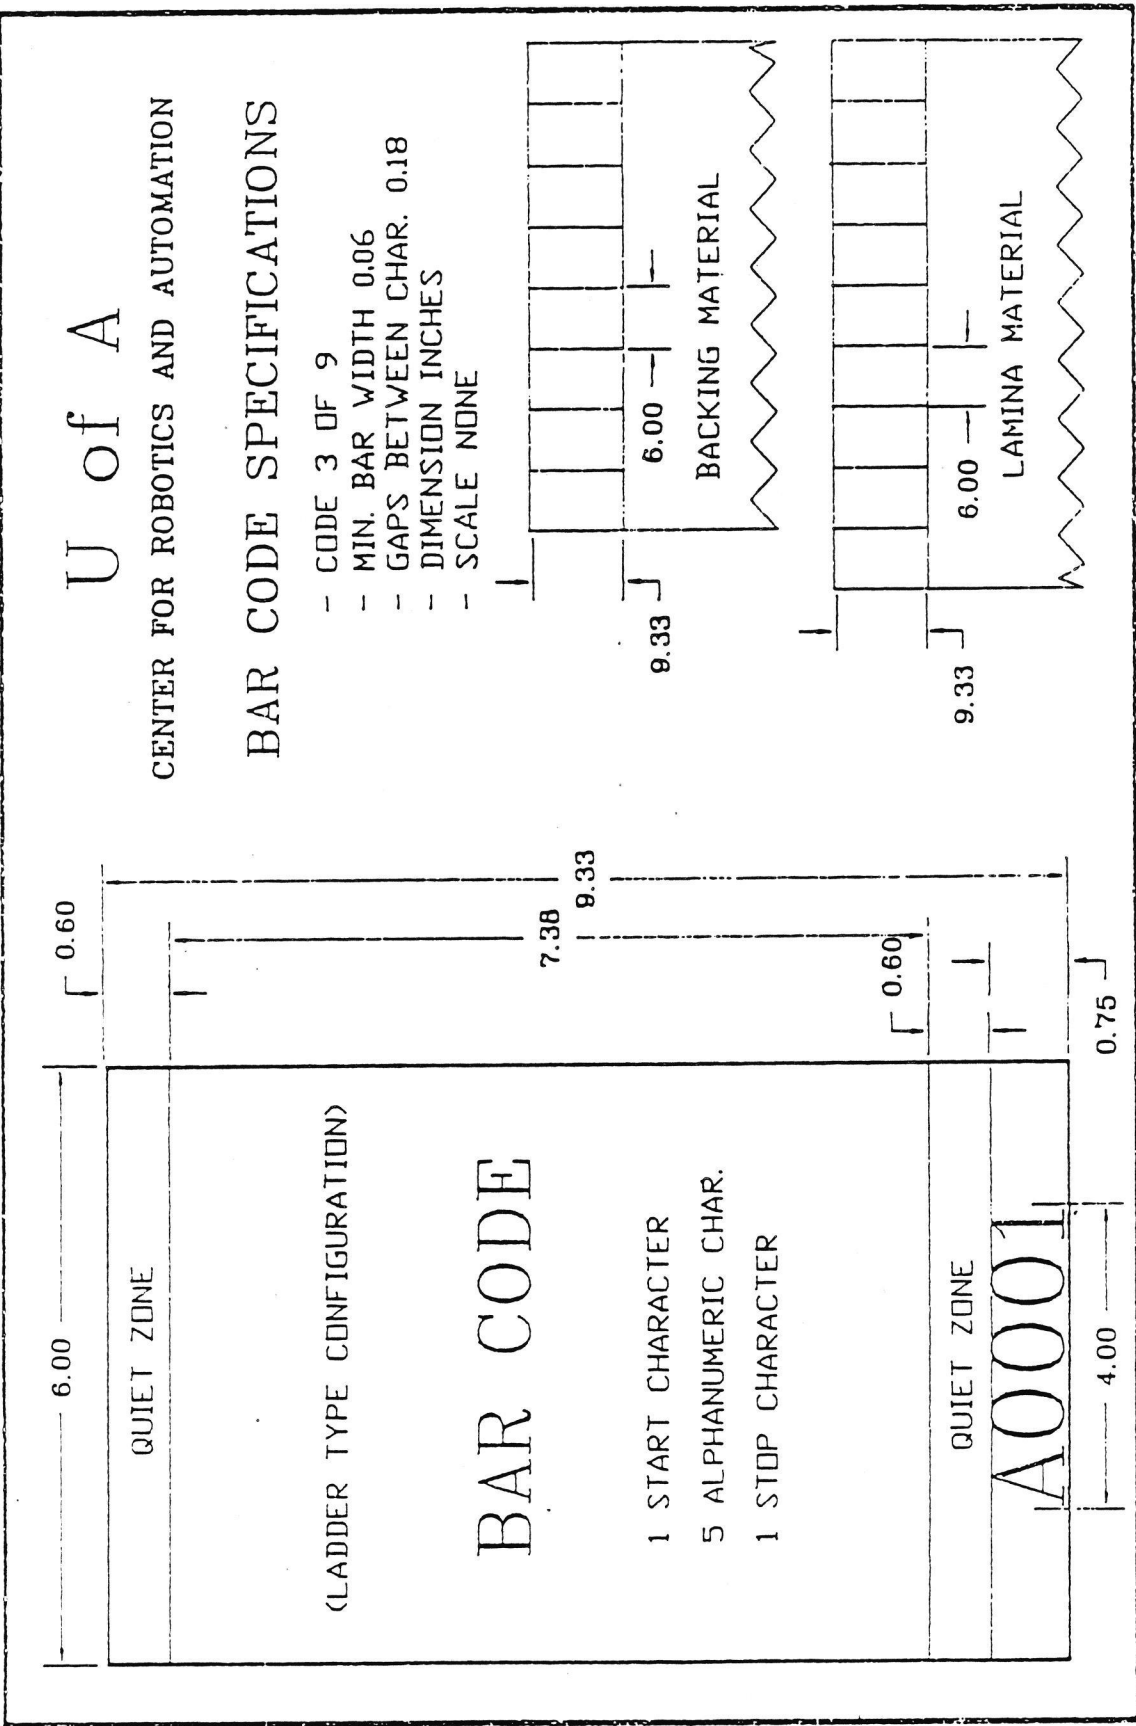 U of A
CENTER FOR ROBOTICS AND AUTOMATION
BAR CODE SPECIFICATIONS
- CODE 3 OF 9
- MIN. BAR WIDTH 0.06
- GAPS BETWEEN CHAR. 0.18
- DIMENSION INCHES
- SCALE NONE
9.33
6.00
BACKING MATERIAL
9.33
6.00
LAMINA MATERIAL
6.00
0.60
QUIET ZONE
(LADDER TYPE CONFIGURATION)
BAR CODE
7.38
9.33
1 START CHARACTER
5 ALPHANUMERIC CHAR.
1 STOP CHARACTER
0.60
QUIET ZONE
A0001
0.75
4.00